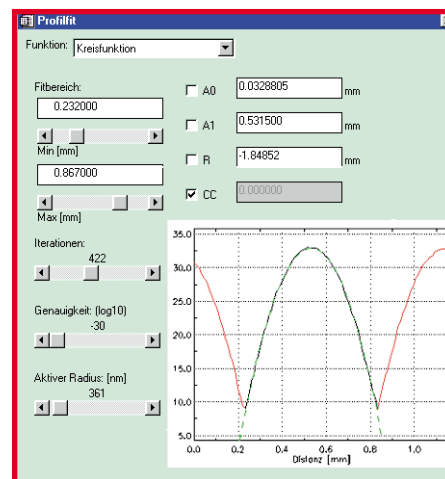 Profilfit
Funktion: Kreisfunktion
Fitbereich:
0.232000
Min [mm]
0.867000
Max [mm]
A0 0.0328805 mm
A1 0.531500 mm
R -1.84852 mm
CC 0.000000
Iterationen:
422
Genauigkeit: (log10)
-30
Aktiver Radius: [nm]
361
35.0
30.0
25.0
20.0
15.0
10.0
5.0
0.0 0.2 0.4 0.6 0.8 1.0
Distanz [mm]